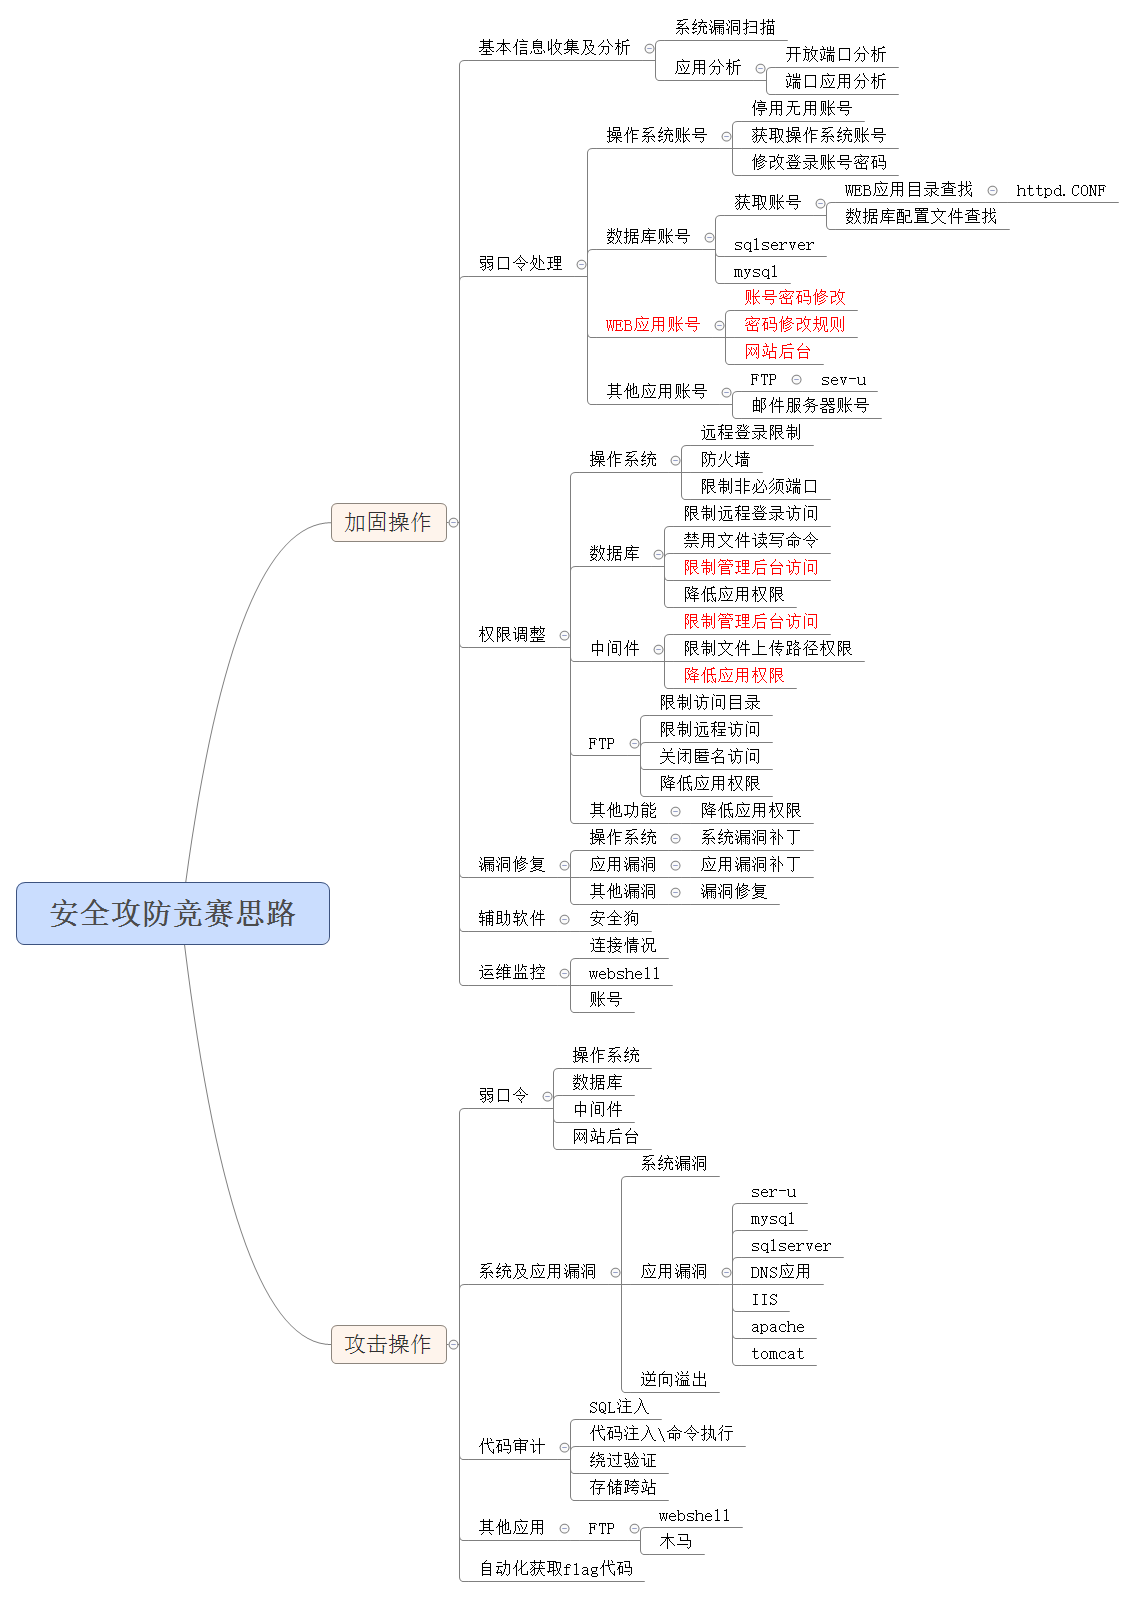 安全攻防竞赛思路
加固操作
基本信息收集及分析
系统漏洞扫描
应用分析
开放端口分析
端口应用分析
弱口令处理
操作系统账号
停用无用账号
获取操作系统账号
修改登录账号密码
数据库账号
获取账号
WEB应用目录查找
httpd.CONF
数据库配置文件查找
sqlserver
mysql
WEB应用账号
账号密码修改
密码修改规则
网站后台
其他应用账号
FTP
sev-u
邮件服务器账号
权限调整
操作系统
远程登录限制
防火墙
限制非必须端口
数据库
限制远程登录访问
禁用文件读写命令
限制管理后台访问
降低应用权限
中间件
限制管理后台访问
限制文件上传路径权限
降低应用权限
FTP
限制访问目录
限制远程访问
关闭匿名访问
降低应用权限
其他功能
降低应用权限
漏洞修复
操作系统
系统漏洞补丁
应用漏洞
应用漏洞补丁
其他漏洞
漏洞修复
辅助软件
安全狗
运维监控
连接情况
webshell
账号
攻击操作
弱口令
操作系统
数据库
中间件
网站后台
系统及应用漏洞
系统漏洞
应用漏洞
ser-u
mysql
sqlserver
DNS应用
IIS
apache
tomcat
逆向溢出
代码审计
SQL注入
代码注入\命令执行
绕过验证
存储跨站
其他应用
FTP
webshell
木马
自动化获取flag代码